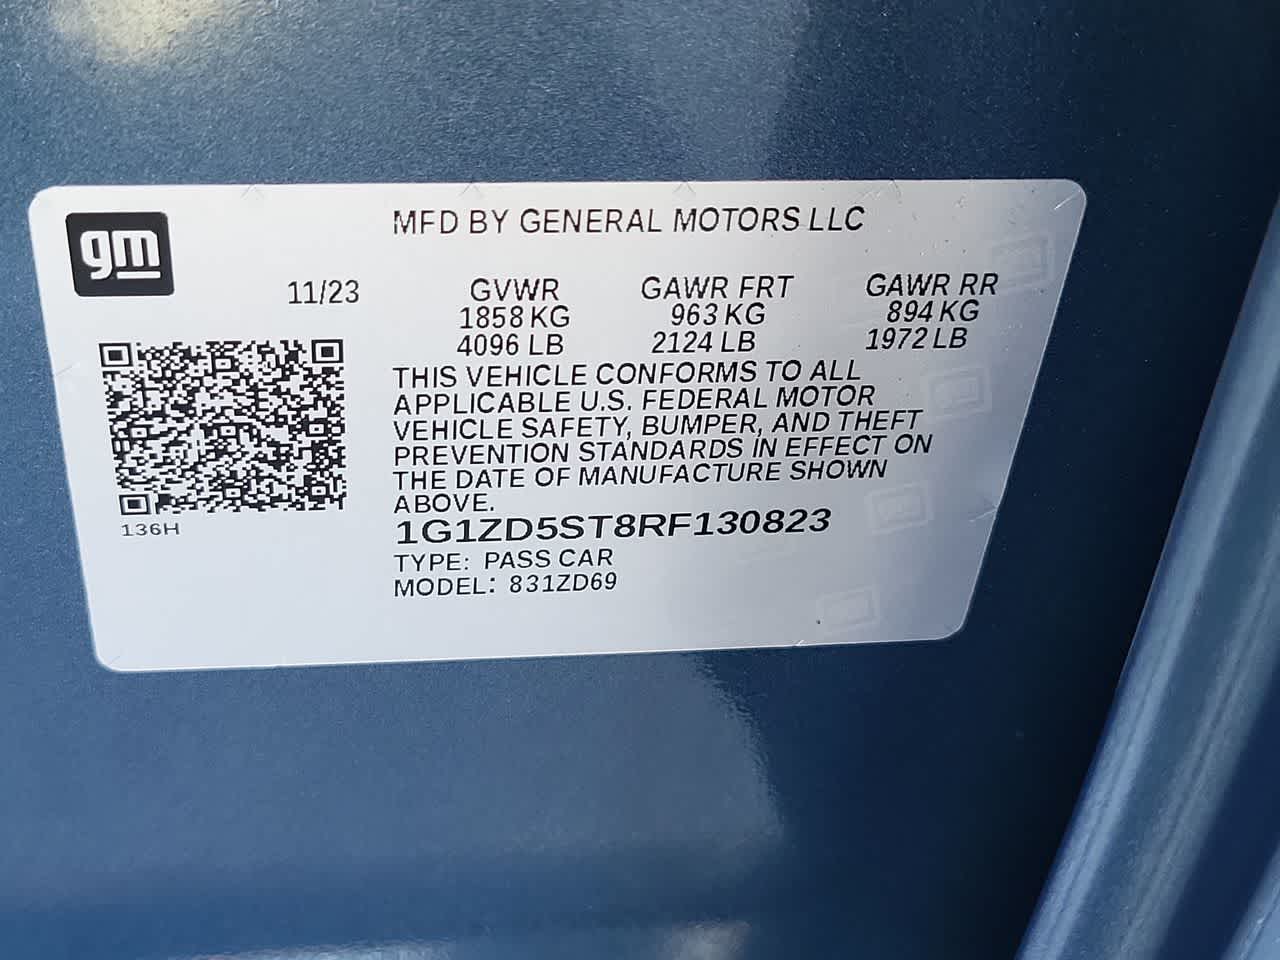 gm
MFD BY GENERAL MOTORS LLC
11/23
GVWR GAWR FRT GAWR RR
1858 KG 963 KG 894 KG
4096 LB 2124 LB 1972 LB
THIS VEHICLE CONFORMS TO ALL
APPLICABLE U.S. FEDERAL MOTOR
VEHICLE SAFETY, BUMPER, AND THEFT
PREVENTION STANDARDS IN EFFECT ON
THE DATE OF MANUFACTURE SHOWN
ABOVE.
136H
1G1ZD5ST8RF130823
TYPE: PASS CAR
MODEL: 831ZD69